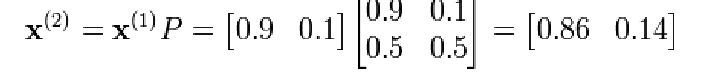 x^{(2)} = x^{(1)} P = [0.9 0.1] [0.9 0.1; 0.5 0.5] = [0.86 0.14]